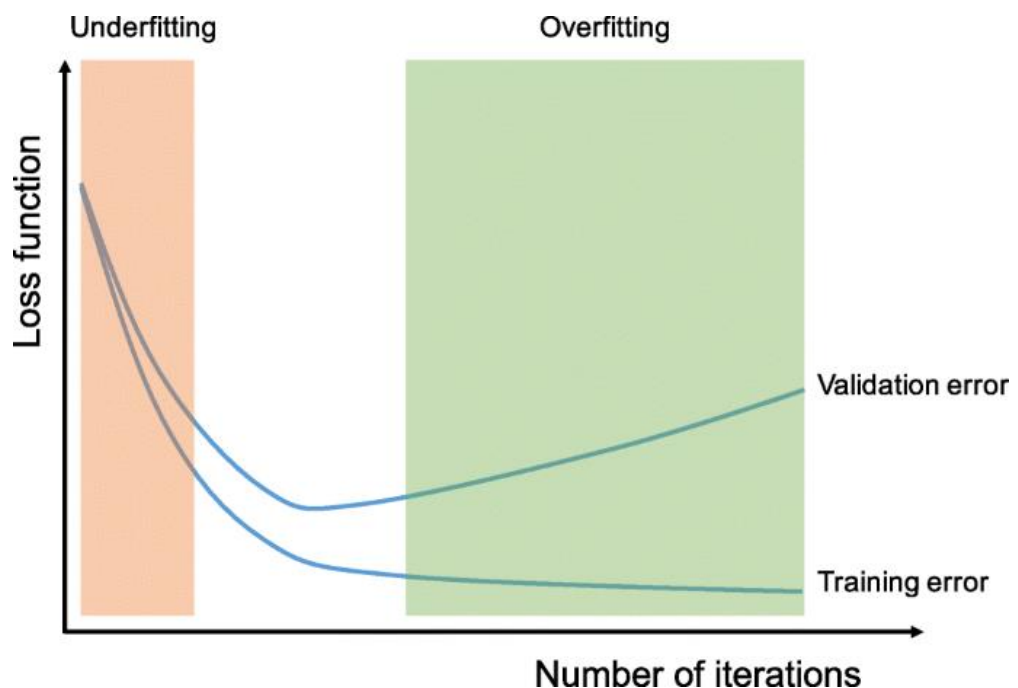 Underfitting
Overfitting
Loss function
Validation error
Training error
Number of iterations